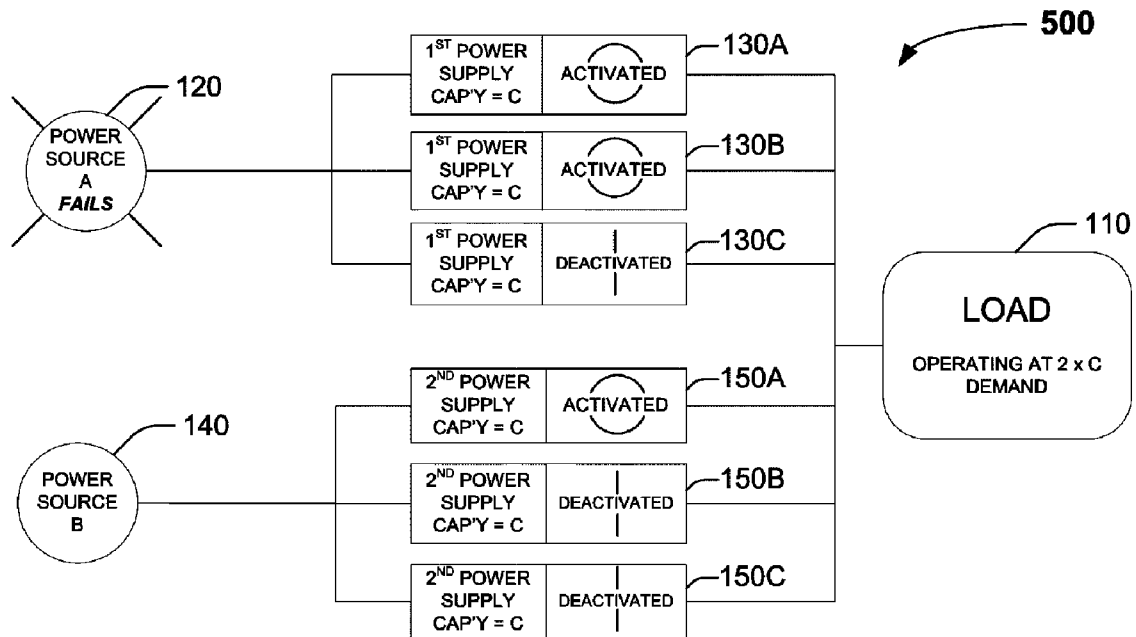 500
1ST POWER
SUPPLY
CAP'Y = C
ACTIVATED
130A
120
POWER
SOURCE
A
FAILS
1ST POWER
SUPPLY
CAP'Y = C
ACTIVATED
130B
1ST POWER
SUPPLY
CAP'Y = C
DEACTIVATED
130C
110
LOAD
OPERATING AT 2 x C
DEMAND
2ND POWER
SUPPLY
CAP'Y = C
ACTIVATED
150A
140
POWER
SOURCE
B
2ND POWER
SUPPLY
CAP'Y = C
DEACTIVATED
150B
2ND POWER
SUPPLY
CAP'Y = C
DEACTIVATED
150C